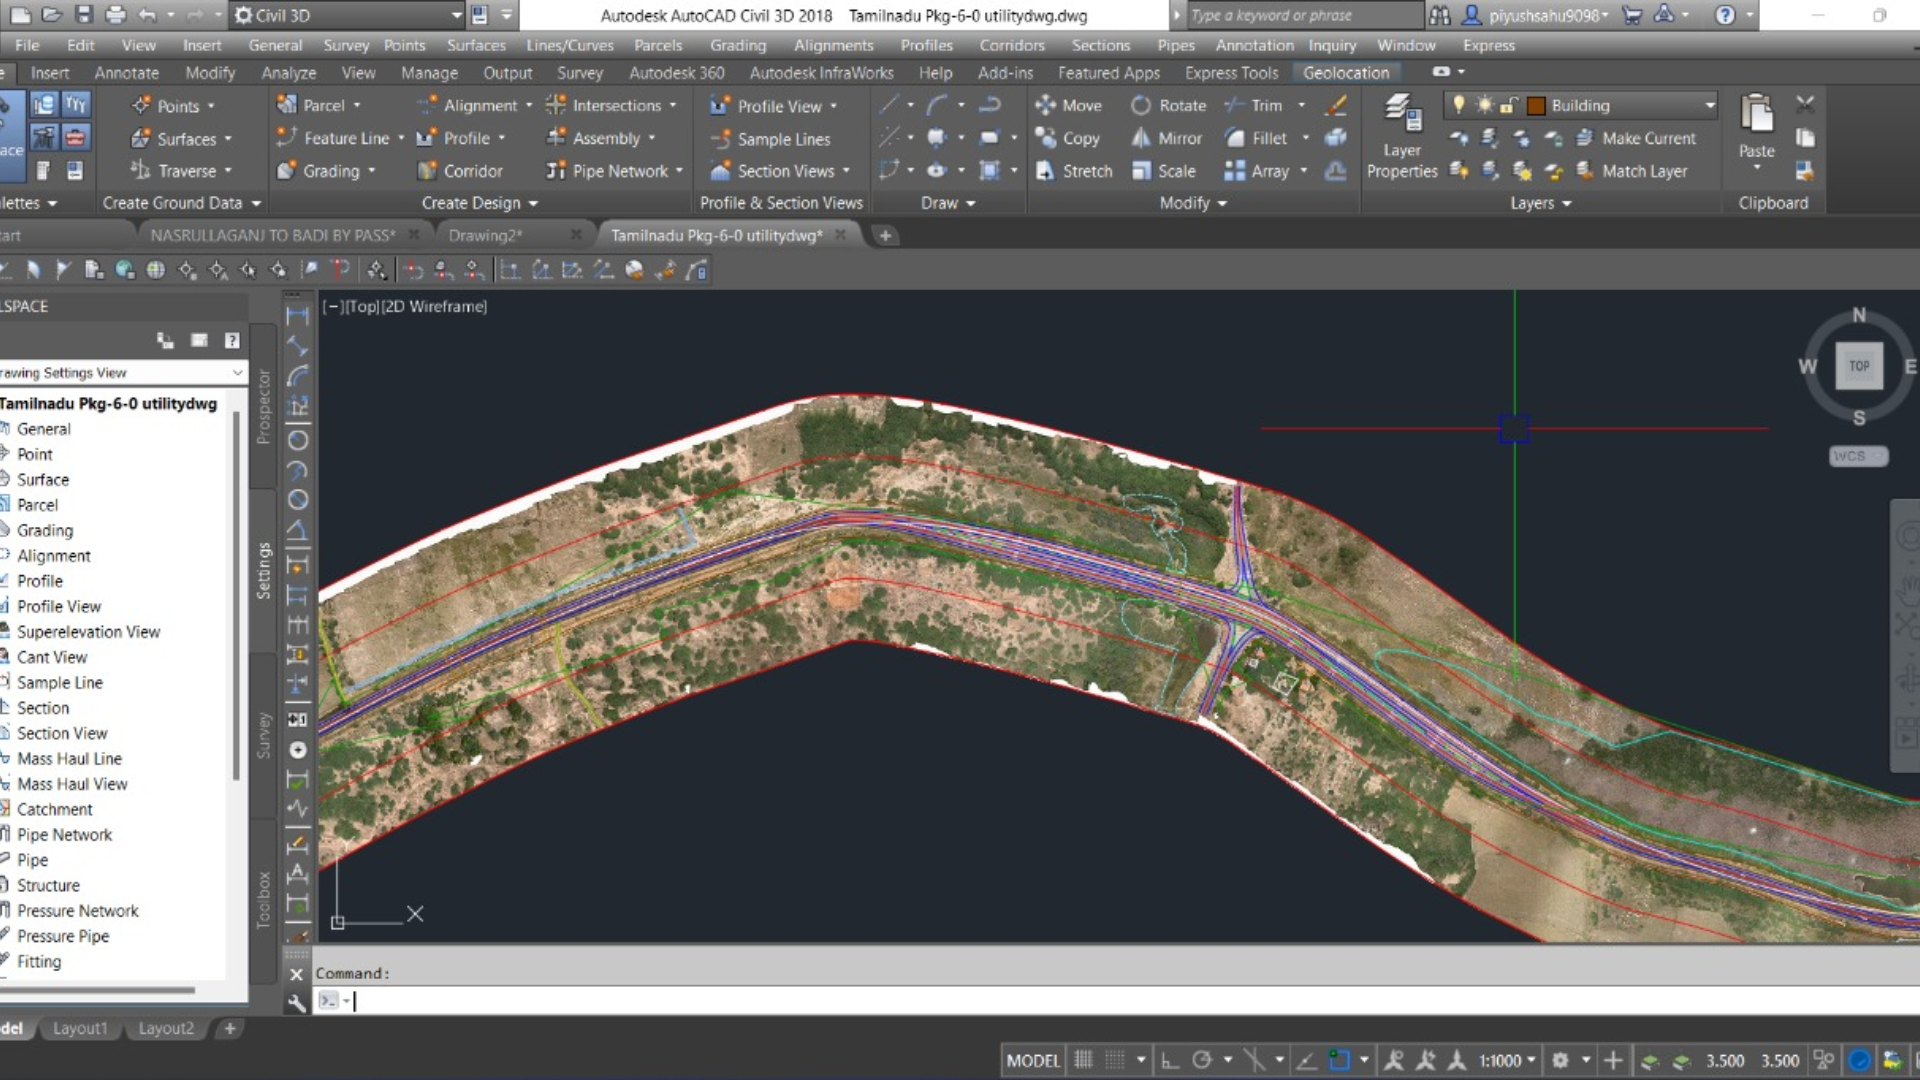 Civil 3D
Autodesk AutoCAD Civil 3D 2018 Tamilnadu Pkg-6-0 utilitydwg.dwg
Type a keyword or phrase
piyushsahu9098
File Edit View Insert General Survey Points Surfaces Lines/Curves Parcels Grading Alignments Profiles Corridors Sections Pipes Annotation Inquiry Window Express
e Insert Annotate Modify Analyze View Manage Output Survey Autodesk 360 Autodesk InfraWorks Help Add-ins Featured Apps Express Tools Geolocation
Points Parcel Alignment Intersections Profile View Move Rotate Trim Building
Surfaces Feature Line Profile Assembly Sample Lines Copy Mirror Fillet Make Current
ace Traverse Grading Corridor Pipe Network Section Views Stretch Scale Array Layer Properties Match Layer Paste
lettes Create Ground Data Create Design Profile & Section Views Draw Modify Layers Clipboard
tart NASRULLAGANJ TO BADI BY PASS* Drawing2* Tamilnadu Pkg-6-0 utilitydwg* +
LSPACE
[−][Top][2D Wireframe]
rawing Settings View
Tamilnadu Pkg-6-0 utilitydwg
General
Point
Surface
Parcel
Grading
Alignment
Profile
Profile View
Superelevation View
Cant View
Sample Line
Section
Section View
Mass Haul Line
Mass Haul View
Catchment
Pipe Network
Pipe
Structure
Pressure Network
Pressure Pipe
Fitting
Prospector
Settings
Survey
Toolbox
N
W TOP E
S
WCS
X
Command:
odel Layout1 Layout2 +
MODEL 1:1000 3.500 3.500